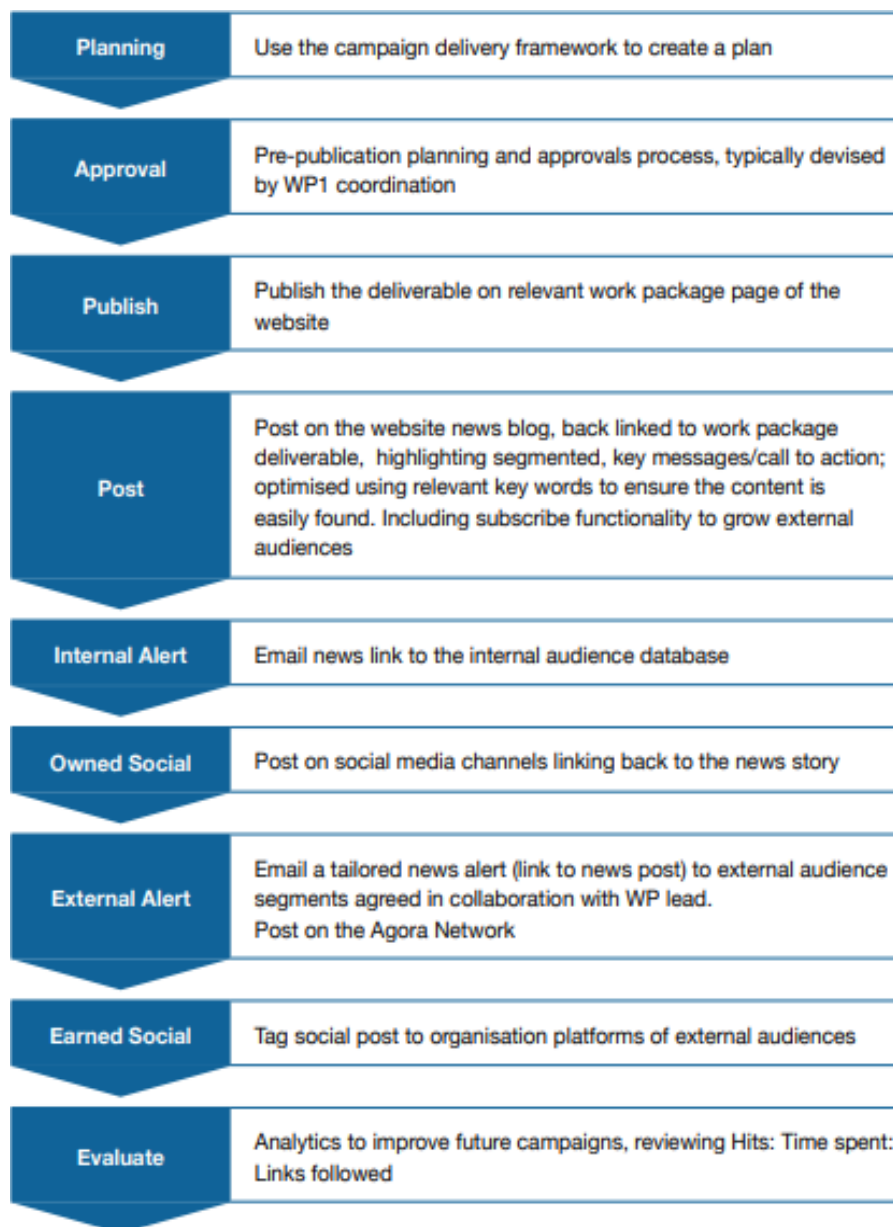 Planning
Use the campaign delivery framework to create a plan
Approval
Pre-publication planning and approvals process, typically devised
by WP1 coordination
Publish
Publish the deliverable on relevant work package page of the
website
Post
Post on the website news blog, back linked to work package
deliverable, highlighting segmented, key messages/call to action;
optimised using relevant key words to ensure the content is
easily found. Including subscribe functionality to grow external
audiences
Internal Alert
Email news link to the internal audience database
Owned Social
Post on social media channels linking back to the news story
External Alert
Email a tailored news alert (link to news post) to external audience
segments agreed in collaboration with WP lead.
Post on the Agora Network
Earned Social
Tag social post to organisation platforms of external audiences
Evaluate
Analytics to improve future campaigns, reviewing Hits: Time spent:
Links followed